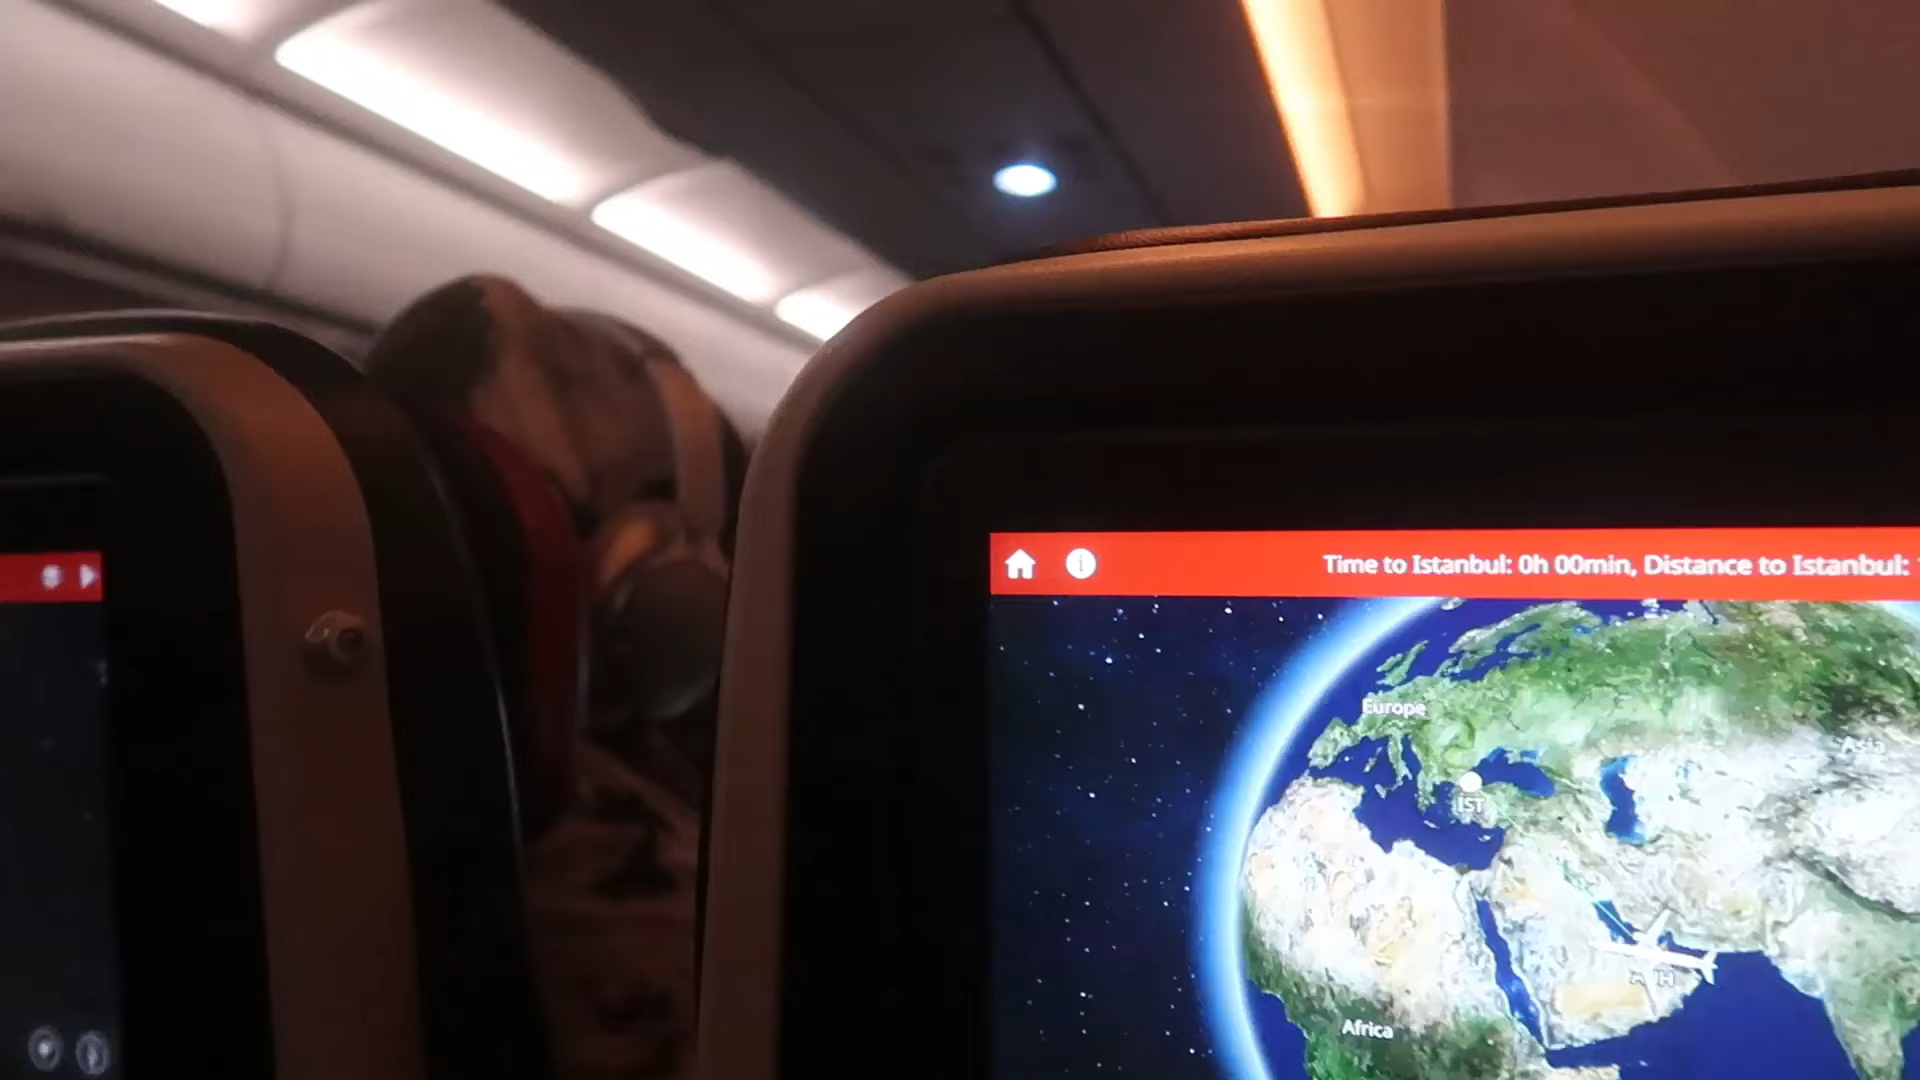 Time to Istanbul: 0h 00min, Distance to Istanbul:
Europe
Asia
IST
Africa